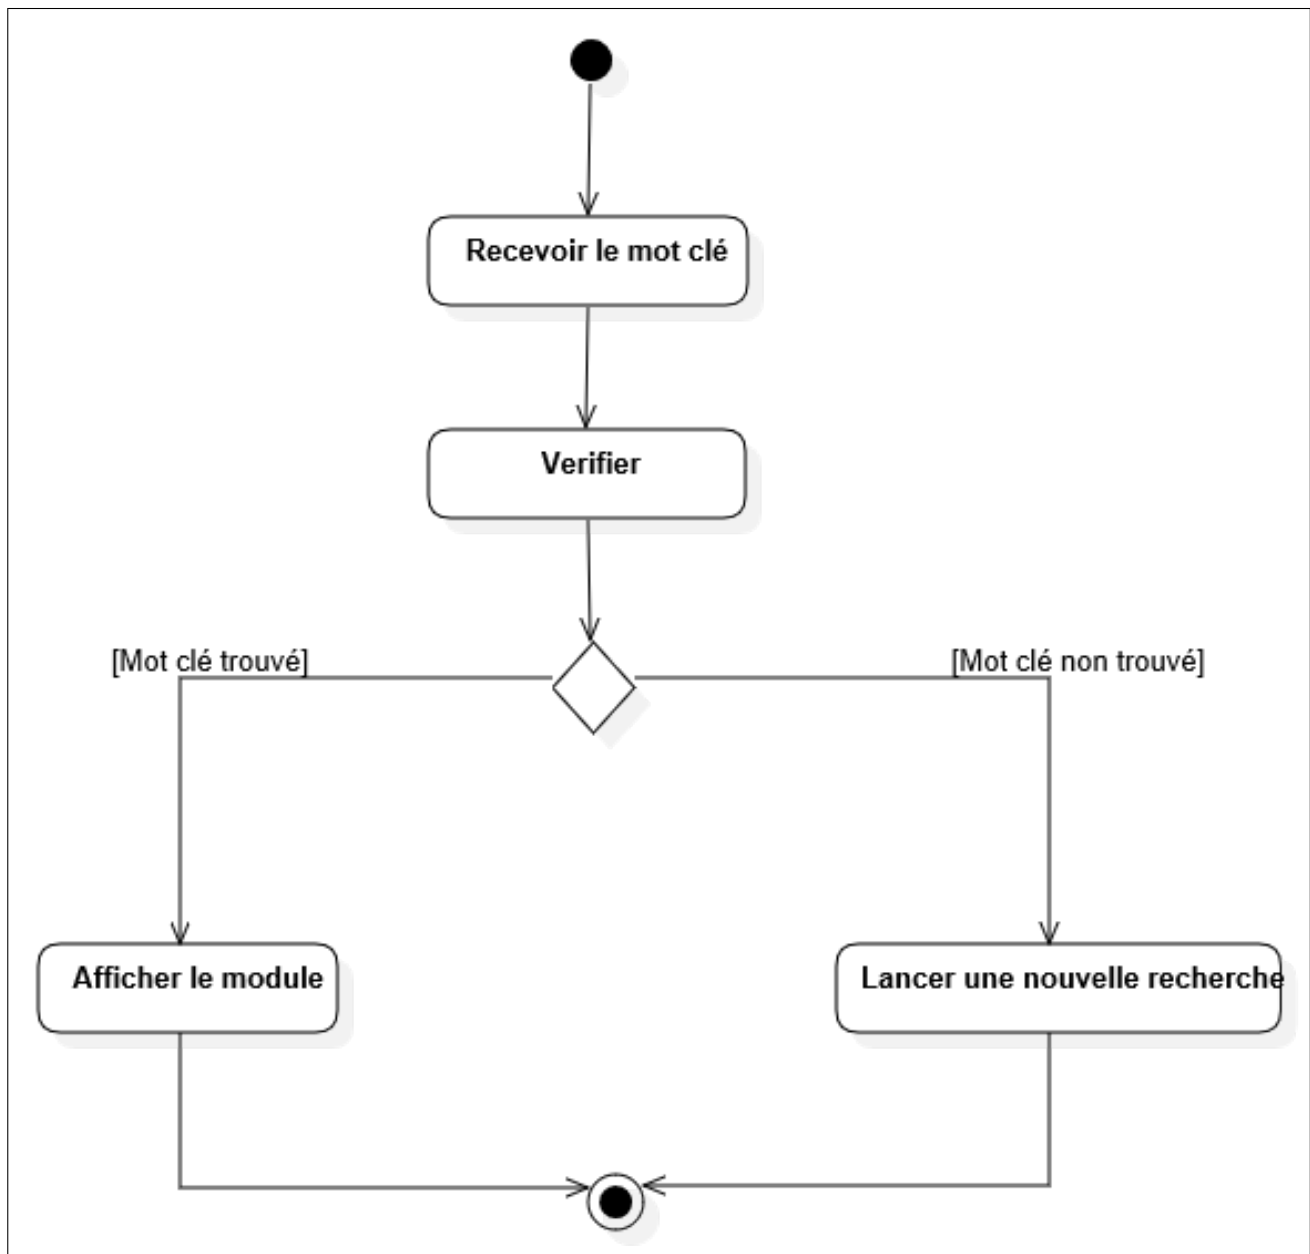 Recevoir le mot clé
Verifier
[Mot clé trouvé]
[Mot clé non trouvé]
Afficher le module
Lancer une nouvelle recherche